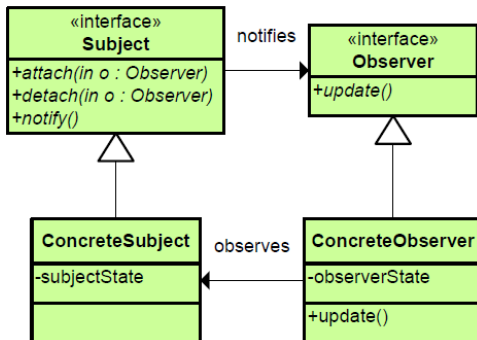 «interface»
Subject
+attach(in o : Observer)
+detach(in o : Observer)
+notify()
notifies
«interface»
Observer
+update()
ConcreteSubject
-subjectState
observes
ConcreteObserver
-observerState
+update()